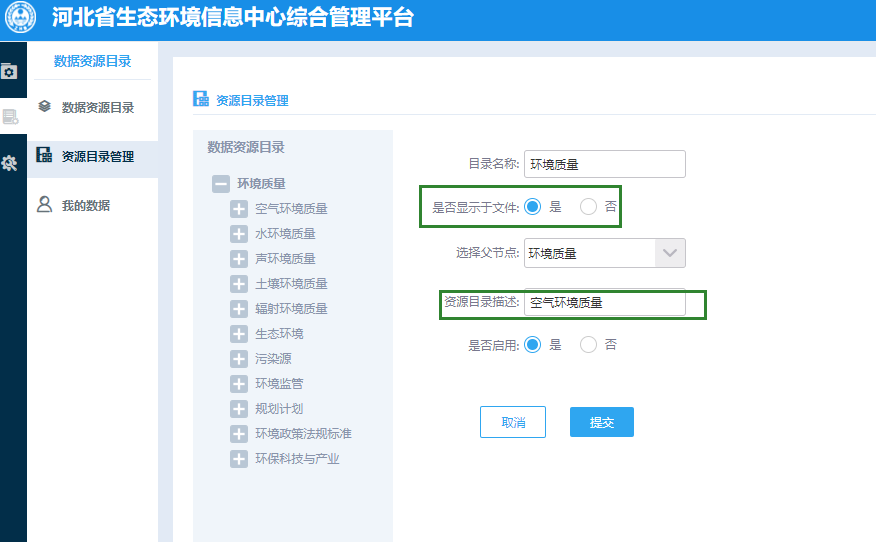 河北省生态环境信息中心综合管理平台
数据资源目录
数据资源目录
资源目录管理
我的数据
资源目录管理
数据资源目录
环境质量
空气环境质量
水环境质量
声环境质量
土壤环境质量
辐射环境质量
生态环境
污染源
环境监管
规划计划
环境政策法规标准
环保科技与产业
目录名称: 环境质量
是否显示于文件: 是 否
选择父节点: 环境质量
资源目录描述: 空气环境质量
是否启用: 是 否
取消 提交